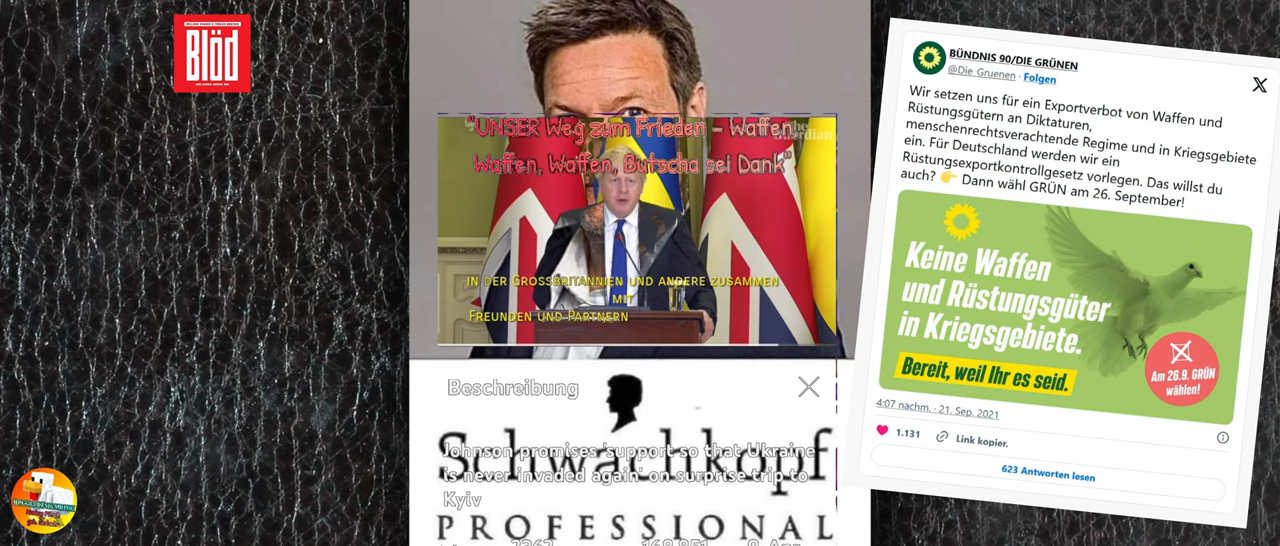 Blöd
"UNSER Weg zum Frieden – Waffen,
Waffen, Waffen, Butscha sei Dank"
in der Grossbritannien und andere zusammen
mit
Freunden und Partnern
Beschreibung
Schwachkopf
Johnson promises 'support so that Ukraine
is never invaded again' on surprise trip to
Kyiv
PROFESSIONAL
BÜNDNIS 90/DIE GRÜNEN
@Die_Gruenen · Folgen
Wir setzen uns für ein Exportverbot von Waffen und
Rüstungsgütern an Diktaturen,
menschenrechtsverachtende Regime und in Kriegsgebiete
ein. Für Deutschland werden wir ein
Rüstungsexportkontrollgesetz vorlegen. Das willst du
auch? 👉 Dann wähl GRÜN am 26. September!
Keine Waffen
und Rüstungsgüter
in Kriegsgebiete.
Bereit, weil Ihr es seid.
Am 26.9. GRÜN
wählen!
4:07 nachm. · 21. Sep. 2021
1.131 Link kopier.
623 Antworten lesen